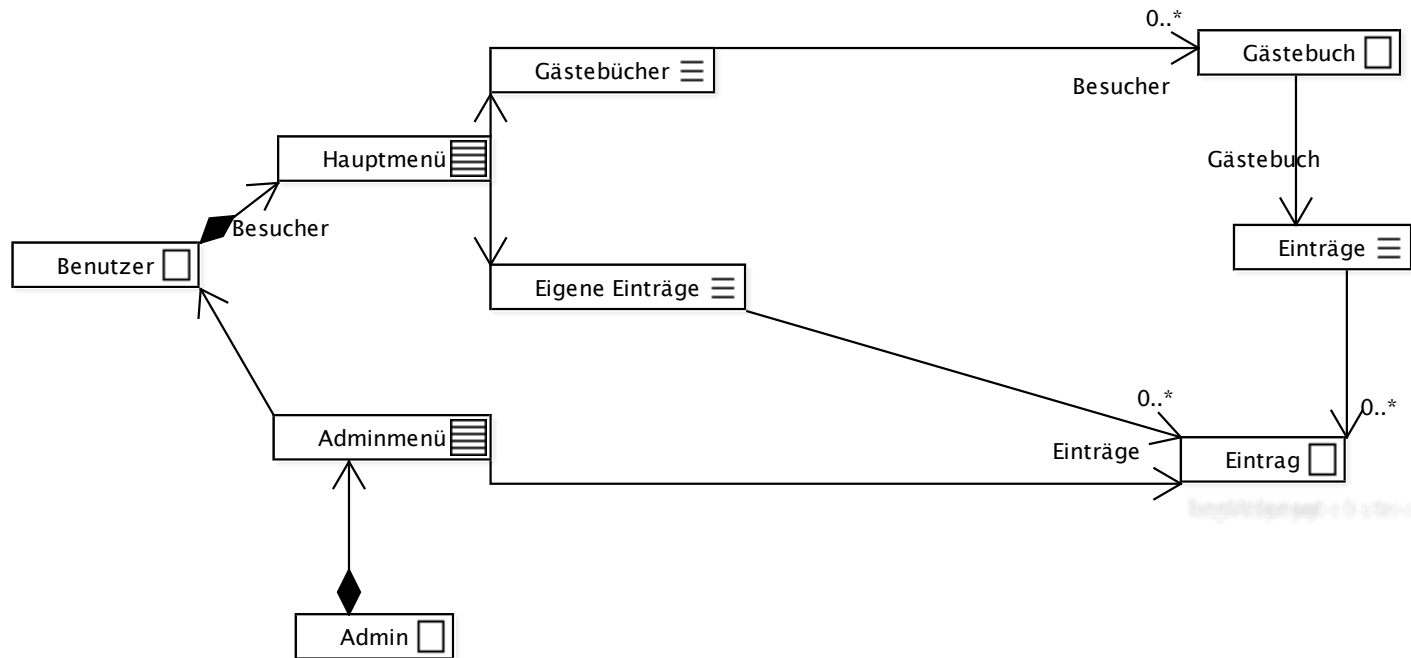 0..*
Gästebuch
Gästebücher
Besucher
Hauptmenü
Gästebuch
Besucher
Einträge
Benutzer
Eigene Einträge
0..*
0..*
Adminmenü
Einträge
Eintrag
Admin